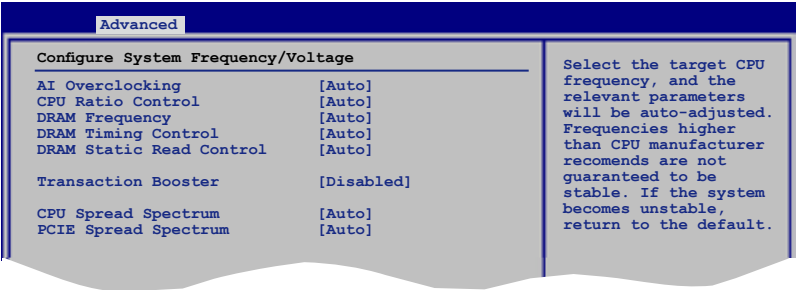 Advanced
Configure System Frequency/Voltage
AI Overclocking [Auto]
CPU Ratio Control [Auto]
DRAM Frequency [Auto]
DRAM Timing Control [Auto]
DRAM Static Read Control [Auto]
Transaction Booster [Disabled]
CPU Spread Spectrum [Auto]
PCIE Spread Spectrum [Auto]
Select the target CPU
frequency, and the
relevant parameters
will be auto-adjusted.
Frequencies higher
than CPU manufacturer
recomends are not
guaranteed to be
stable. If the system
becomes unstable,
return to the default.